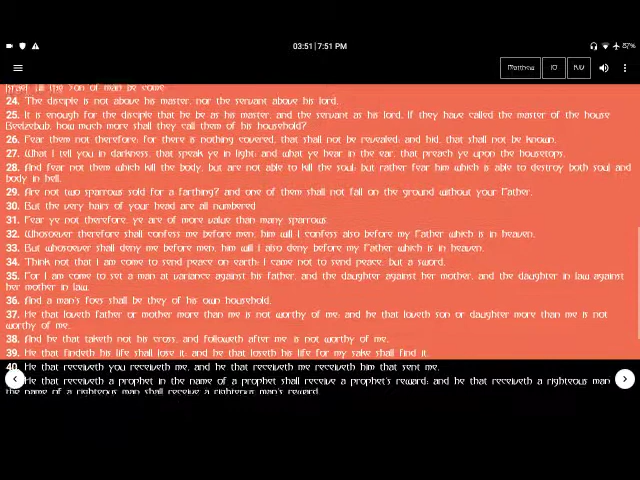 03:51 | 7:51 PM
87%
Matthew 10 KJV
Israel, till the Son of man be come.
24. The disciple is not above his master, nor the servant above his lord.
25. It is enough for the disciple that he be as his master, and the servant as his lord. If they have called the master of the house
Beelzebub, how much more shall they call them of his household?
26. Fear them not therefore: for there is nothing covered, that shall not be revealed; and hid, that shall not be known.
27. What I tell you in darkness, that speak ye in light: and what ye hear in the ear, that preach ye upon the housetops.
28. And fear not them which kill the body, but are not able to kill the soul: but rather fear him which is able to destroy both soul and
body in hell.
29. Are not two sparrows sold for a farthing? and one of them shall not fall on the ground without your Father.
30. But the very hairs of your head are all numbered.
31. Fear ye not therefore, ye are of more value than many sparrows.
32. Whosoever therefore shall confess me before men, him will I confess also before my Father which is in heaven.
33. But whosoever shall deny me before men, him will I also deny before my Father which is in heaven.
34. Think not that I am come to send peace on earth: I came not to send peace, but a sword.
35. For I am come to set a man at variance against his father, and the daughter against her mother, and the daughter in law against
her mother in law.
36. And a man's foes shall be they of his own household.
37. He that loveth father or mother more than me is not worthy of me: and he that loveth son or daughter more than me is not
worthy of me.
38. And he that taketh not his cross, and followeth after me, is not worthy of me.
39. He that findeth his life shall lose it: and he that loseth his life for my sake shall find it.
40. He that receiveth you receiveth me, and he that receiveth me receiveth him that sent me.
He that receiveth a prophet in the name of a prophet shall receive a prophet's reward; and he that receiveth a righteous man
the name of a righteous man shall receive a righteous man's reward.